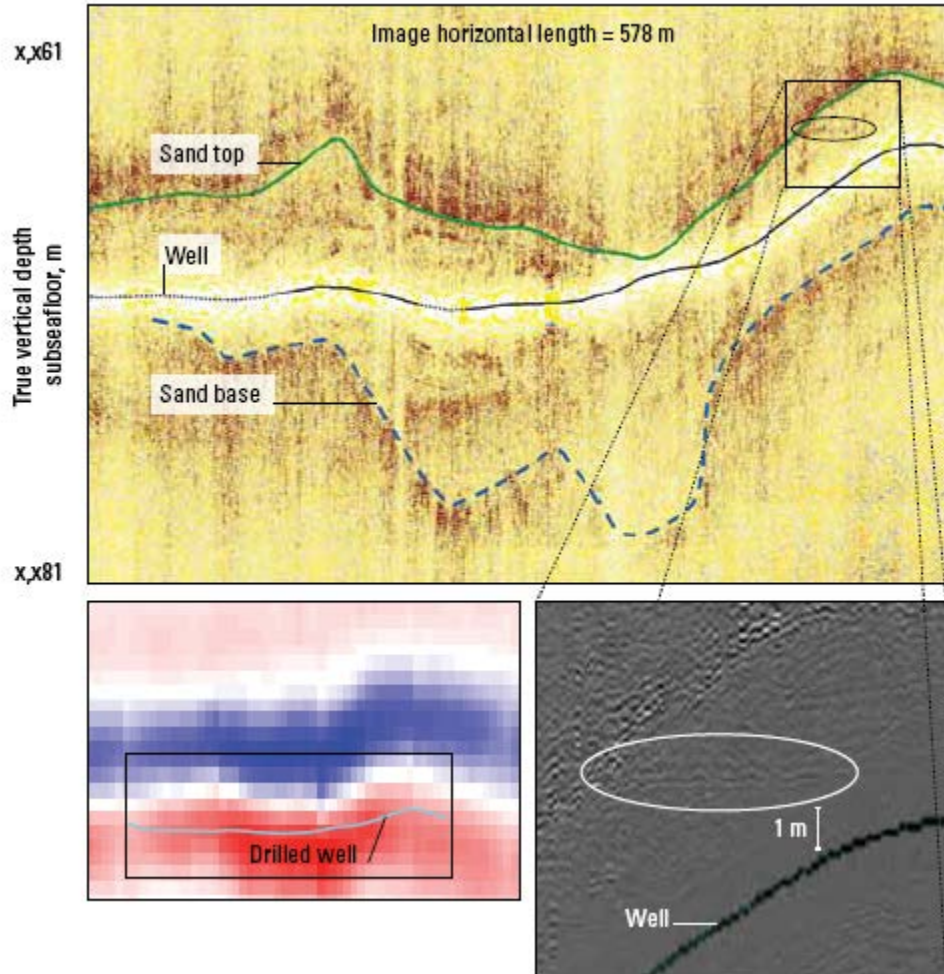 Image horizontal length = 578 m
x,x61
Sand top
Well
True vertical depth
subseafloor, m
Sand base
x,x81
Drilled well
1 m
Well